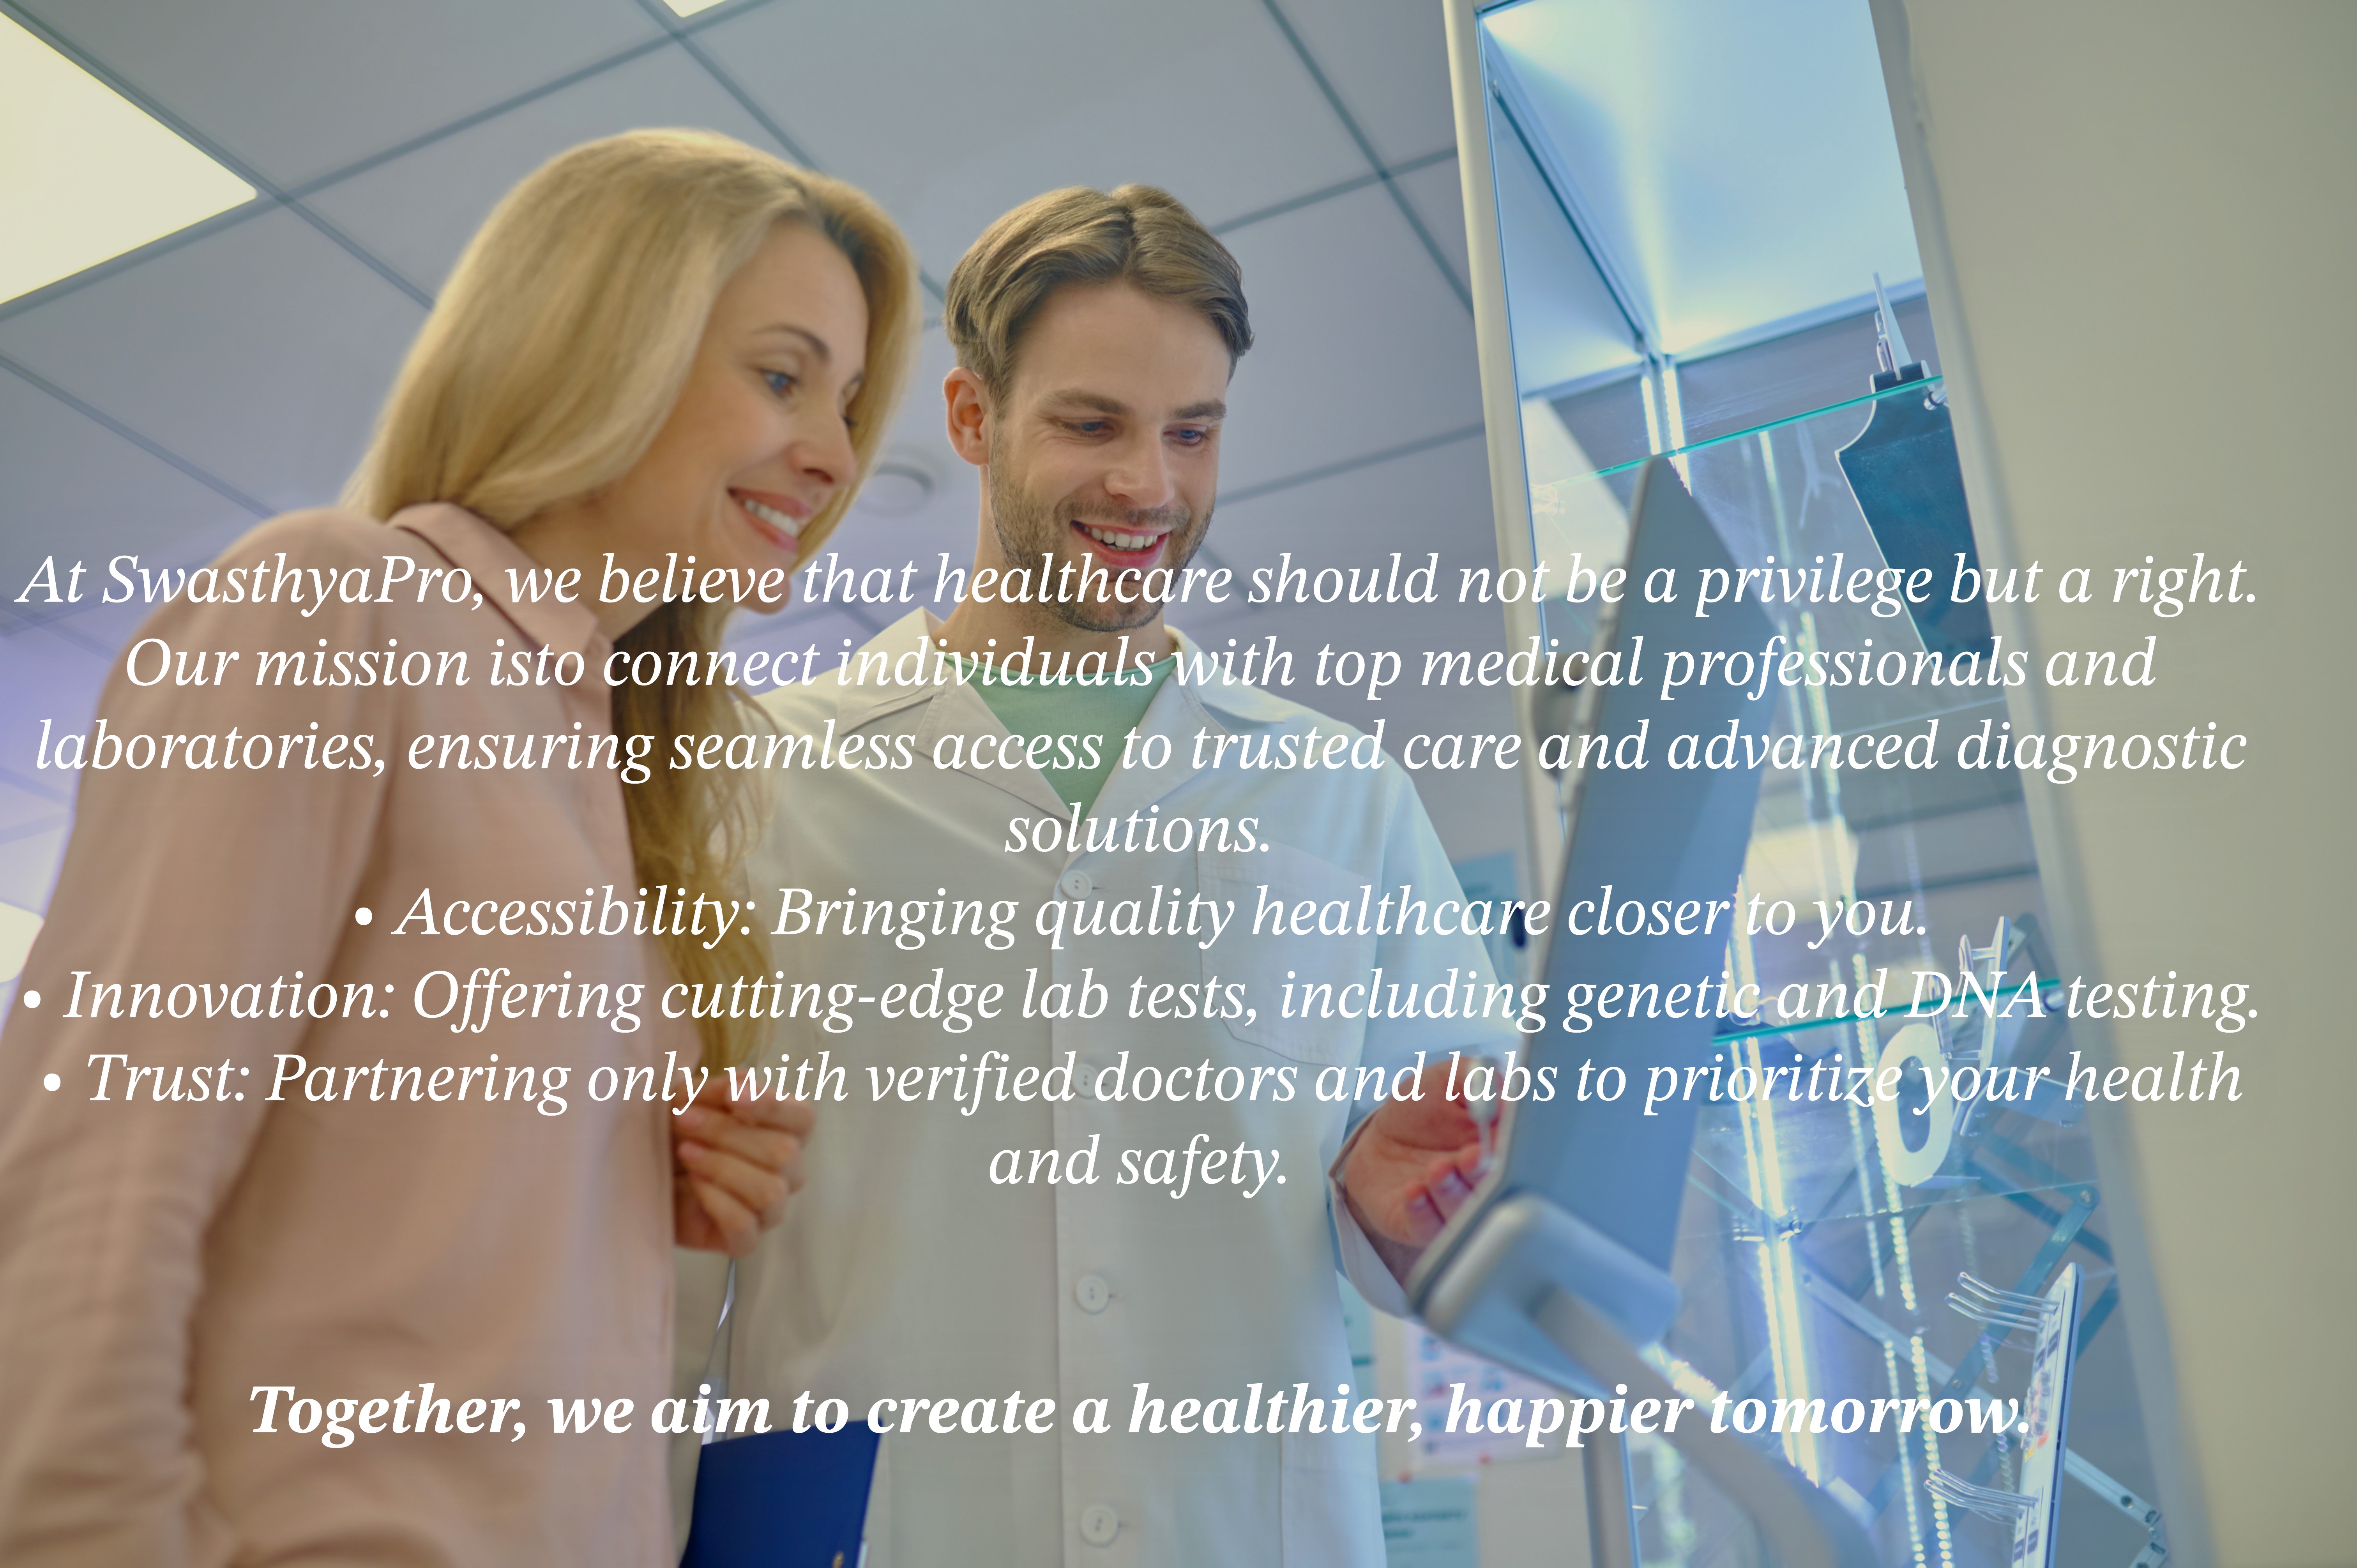 At SwasthyaPro, we believe that healthcare should not be a privilege but a right.
Our mission isto connect individuals with top medical professionals and
laboratories, ensuring seamless access to trusted care and advanced diagnostic
solutions.
• Accessibility: Bringing quality healthcare closer to you.
• Innovation: Offering cutting-edge lab tests, including genetic and DNA testing.
• Trust: Partnering only with verified doctors and labs to prioritize your health
and safety.
Together, we aim to create a healthier, happier tomorrow.